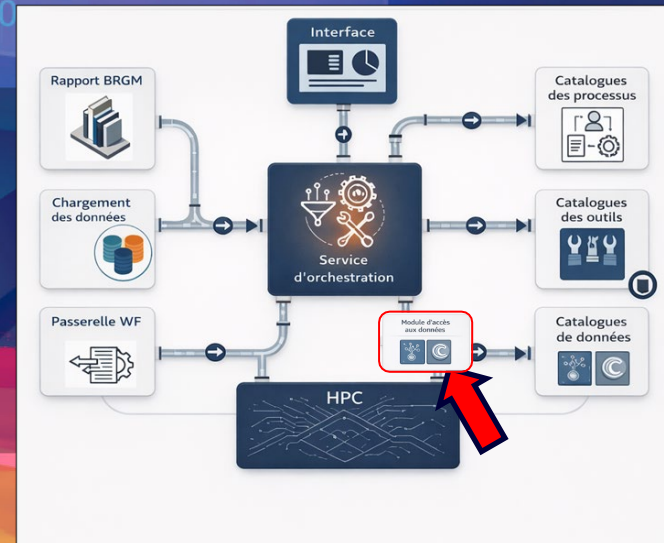 0
Interface
Rapport BRGM
Catalogues
des processus
Chargement
des données
Service
d'orchestration
Catalogues
des outils
Passerelle WF
Module d'accès
aux données
Catalogues
de données
HPC